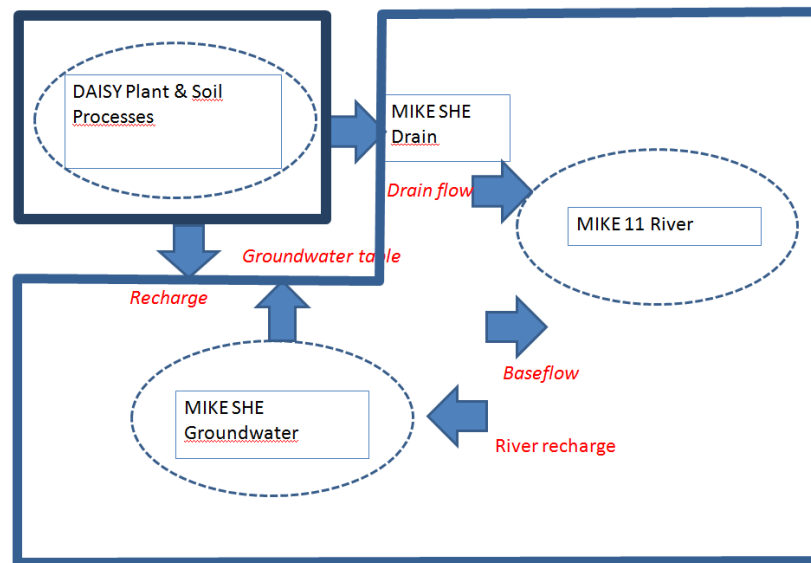 DAISY Plant & Soil
Processes
MIKE SHE
Drain
Drain flow
MIKE 11 River
Groundwater table
Recharge
Baseflow
MIKE SHE
Groundwater
River recharge